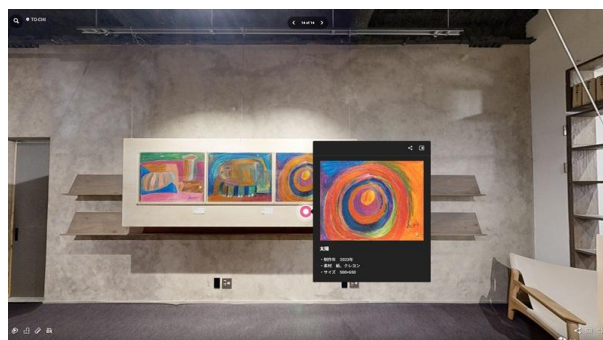 TO-CHI
14 of 14
太陽
・制作年 2023年
・素材 紙、クレヨン
・サイズ 500×650